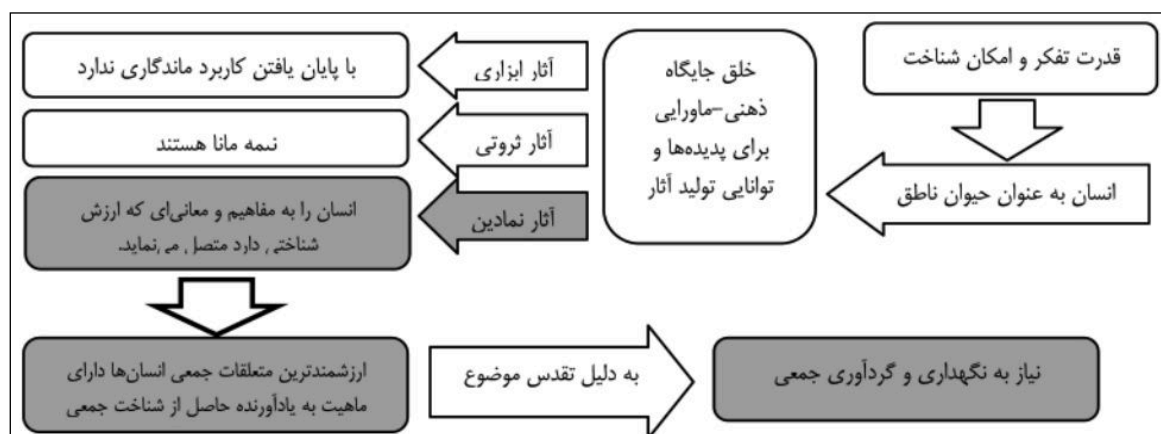 قدرت تفکر و امکان شناخت
انسان به عنوان حیوان ناطق
خلق جایگاه
ذهنی-ماورایی
برای پدیده‌ها و
توانایی تولید آثار
آثار ابزاری
با پایان یافتن کاربرد ماندگاری ندارد
آثار ثروتی
نیمه مانا هستند
آثار نمادین
انسان را به مفاهیم و معانی‌ای که ارزش
شناختی دارد متصل می‌نماید.
ارزشمندترین متعلقات جمعی انسان‌ها دارای
ماهیت به یادآورنده حاصل از شناخت جمعی
به دلیل تقدس موضوع
نیاز به نگهداری و گردآوری جمعی